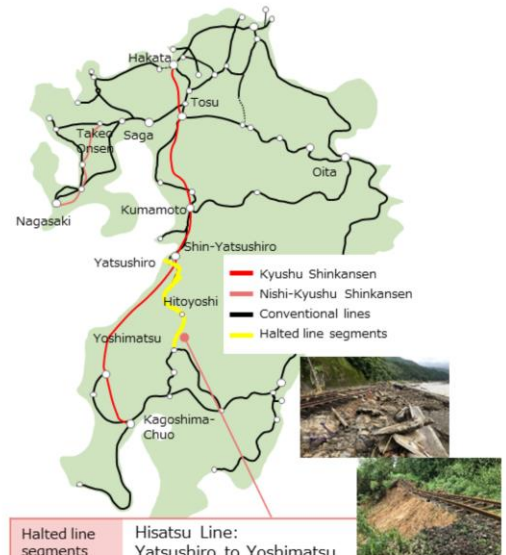 Hakata
Tosu
Takeo
Onsen
Saga
Oita
Nagasaki
Kumamoto
Shin-Yatsushiro
Yatsushiro
Kyushu Shinkansen
Nishi-Kyushu Shinkansen
Conventional lines
Halted line segments
Hitoyoshi
Yoshimatsu
Kagoshima-
Chuo
Halted line
segments
Hisatsu Line:
Yatsushiro to Yoshimatsu